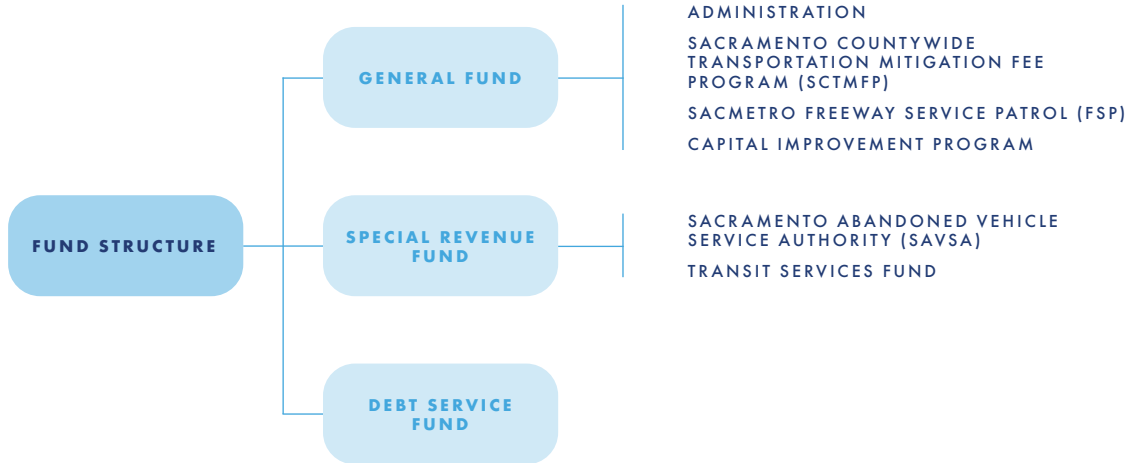 FUND STRUCTURE
GENERAL FUND
ADMINISTRATION
SACRAMENTO COUNTYWIDE
TRANSPORTATION MITIGATION FEE
PROGRAM (SCTMFP)
SACMETRO FREEWAY SERVICE PATROL (FSP)
CAPITAL IMPROVEMENT PROGRAM
SPECIAL REVENUE
FUND
SACRAMENTO ABANDONED VEHICLE
SERVICE AUTHORITY (SAVSA)
TRANSIT SERVICES FUND
DEBT SERVICE
FUND